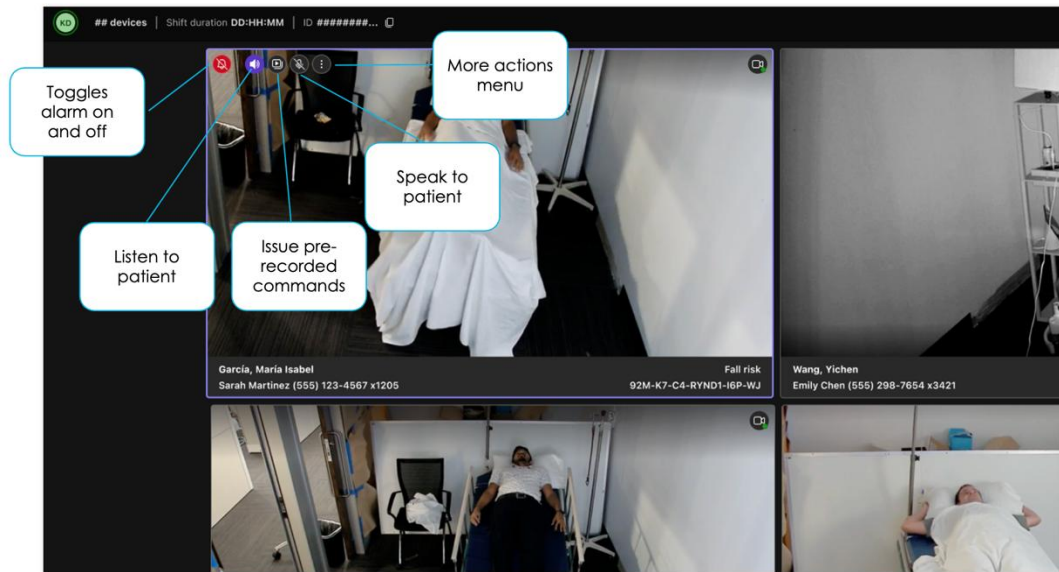 KD ## devices | Shift duration DD:HH:MM | ID ########...
Toggles
alarm on
and off
More actions
menu
Speak to
patient
Listen to
patient
Issue pre-
recorded
commands
García, María Isabel
Fall risk
Sarah Martinez (555) 123-4567 x1205
92M-K7-C4-RYND1-I6P-WJ
Wang, Yichen
Emily Chen (555) 298-7654 x3421